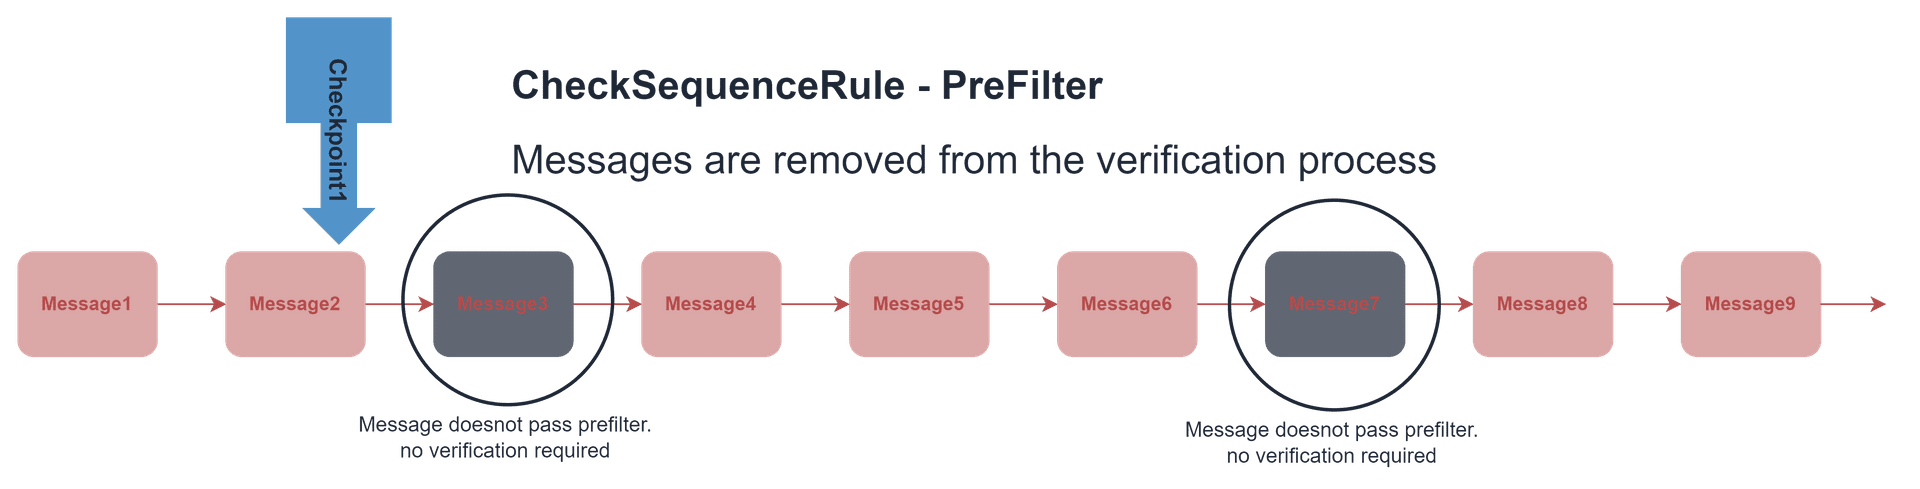 Checkpoint1
CheckSequenceRule - PreFilter
Messages are removed from the verification process
Message1
Message2
Message3
Message4
Message5
Message6
Message7
Message8
Message9
Message doesnot pass prefilter.
no verification required
Message doesnot pass prefilter.
no verification required